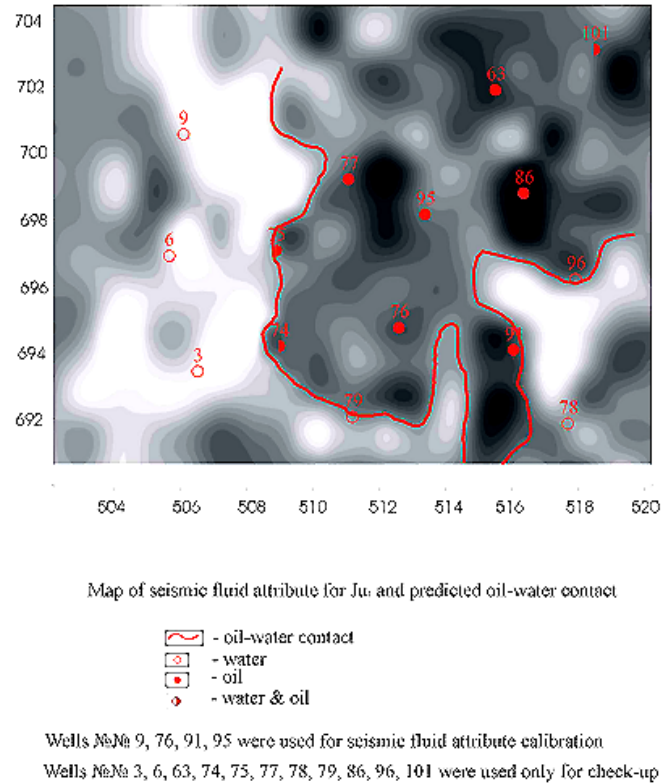 704
101
63
702
9
700
77
86
95
698
75
6
96
696
76
74
91
694
3
79
78
692
504 506 510 512 514 516 518 520
Map of seismic fluid attribute for Ju₁ and predicted oil-water contact
- oil-water contact
- water
- oil
- water & oil
Wells №№ 9, 76, 91, 95 were used for seismic fluid attribute calibration
Wells №№ 3, 6, 63, 74, 75, 77, 78, 79, 86, 96, 101 were used only for check-up